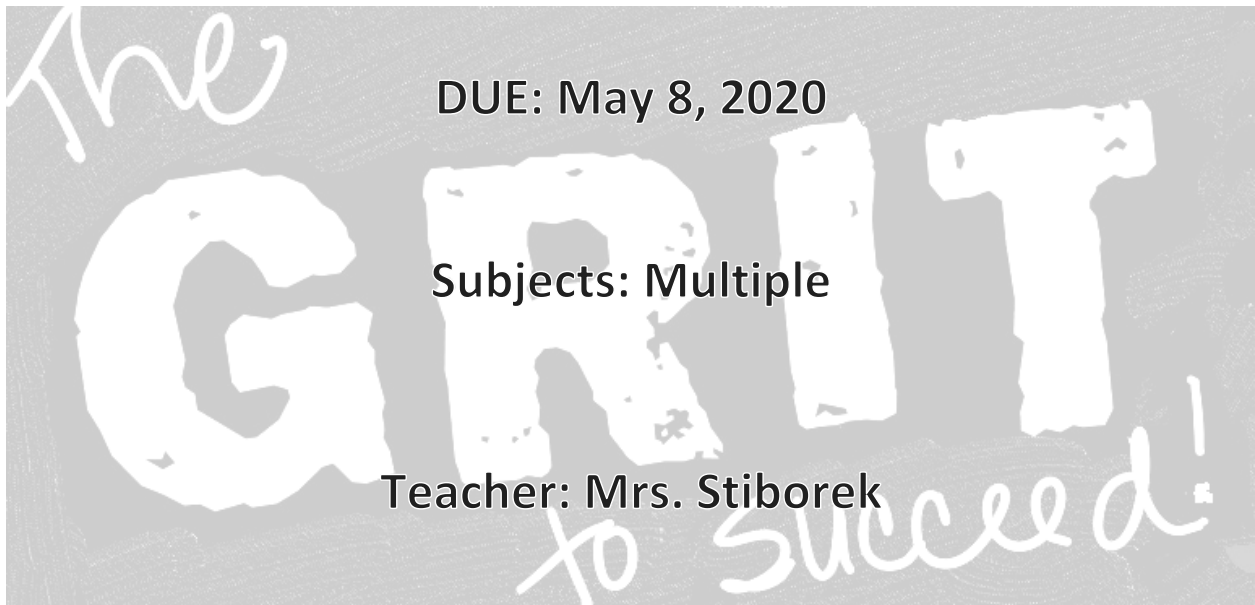 The
DUE: May 8, 2020
GRIT
Subjects: Multiple
Teacher: Mrs. Stiborek
to succeed!